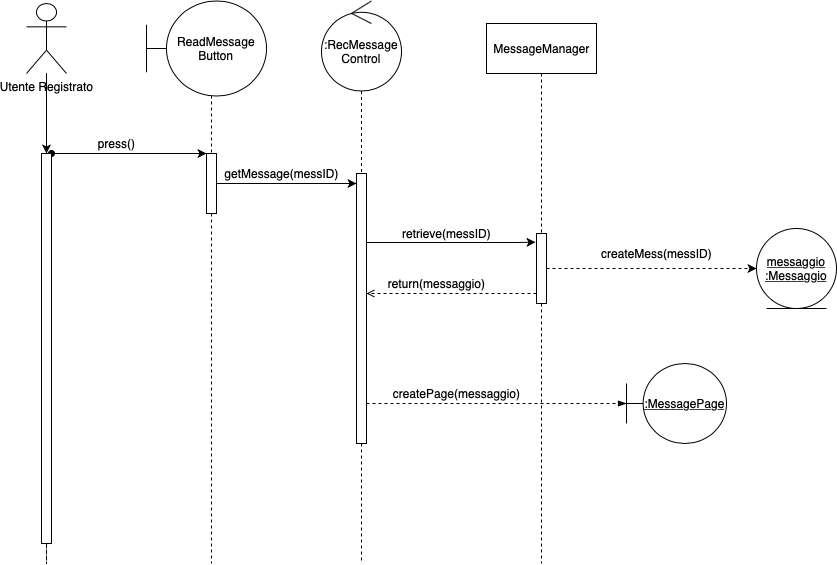 ReadMessage
Button
:RecMessage
Control
MessageManager
Utente Registrato
press()
getMessage(messID)
retrieve(messID)
createMess(messID)
messaggio
:Messaggio
return(messaggio)
createPage(messaggio)
:MessagePage